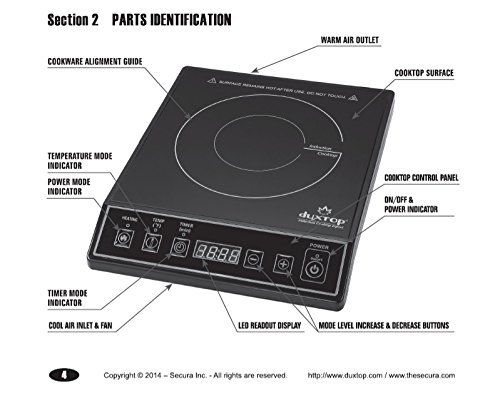 Section 2 PARTS IDENTIFICATION
WARM AIR OUTLET
COOKWARE ALIGNMENT GUIDE
COOKTOP SURFACE
SURFACE REMAINS HOT AFTER USE. DO NOT TOUCH.
Induction
Cooktop
TEMPERATURE MODE
INDICATOR
POWER MODE
INDICATOR
COOKTOP CONTROL PANEL
ON/OFF &
POWER INDICATOR
duxtop
HEATING
TEMP
(°F)
TIMER
(min)
POWER
8888
TIMER MODE
INDICATOR
COOL AIR INLET & FAN
LED READOUT DISPLAY
MODE LEVEL INCREASE & DECREASE BUTTONS
4
Copyright © 2014 – Secura Inc. - All rights are reserved.
http://www.duxtop.com / www.thesecura.com